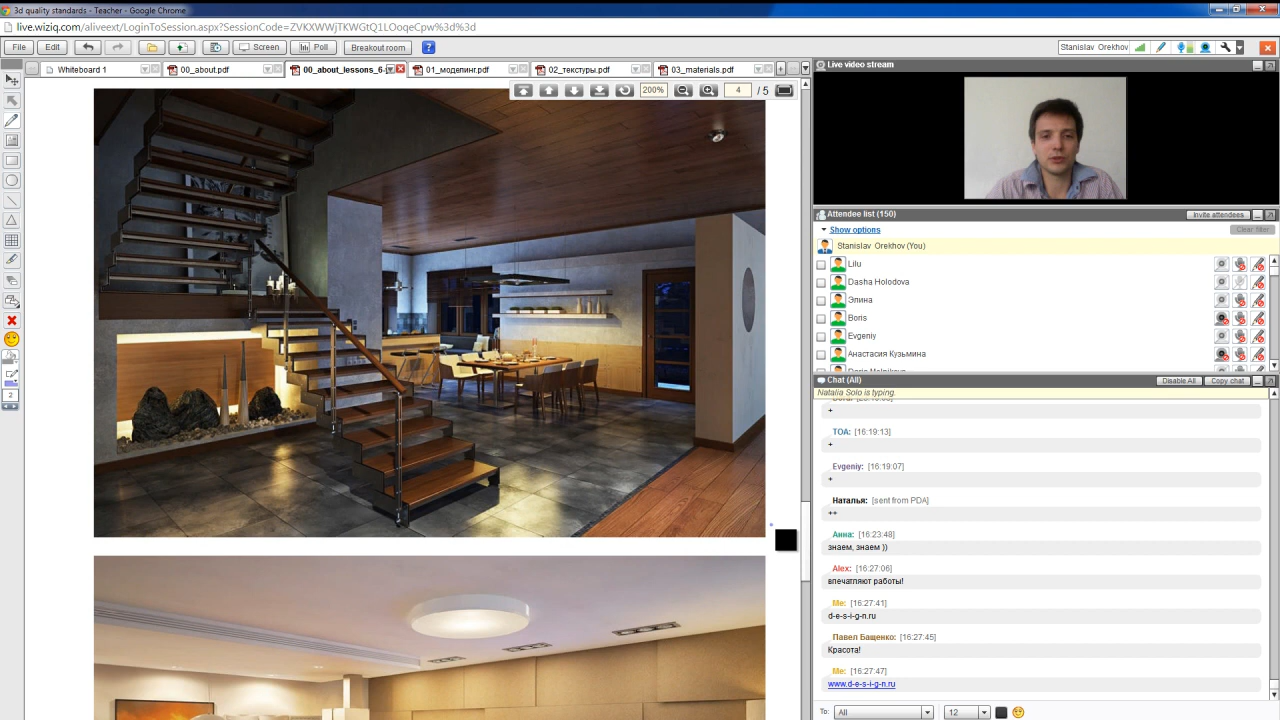 3d quality standards - Teacher - Google Chrome
live.wiziq.com/aliveext/LoginToSession.aspx?SessionCode=ZVKXWWjTKWGtQ1LOoqeCpw%3d%3d
File Edit Screen Poll Breakout room ? Stanislav Orekhov
Whiteboard 1 00_about.pdf 00_about_lessons_6- 01_моделинг.pdf 02_текстуры.pdf 03_materials.pdf
200% 4 / 5
2
Live video stream
Attendee list (150) Invite attendees
Show options Clear filter
Stanislav Orekhov (You)
Lilu
Dasha Holodova
Элина
Boris
Evgeniy
Анастасия Кузьмина
Chat (All) Disable All Copy chat
Natalia Solo is typing.
+
TOA: [16:19:13]
+
Evgeniy: [16:19:07]
+
Наталья: [sent from PDA]
++
Анна: [16:23:48]
знаем, знаем ))
Alex: [16:27:06]
впечатляют работы!
Me: [16:27:41]
d-e-s-i-g-n.ru
Павел Бащенко: [16:27:45]
Красота!
Me: [16:27:47]
www.d-e-s-i-g-n.ru
To: All 12